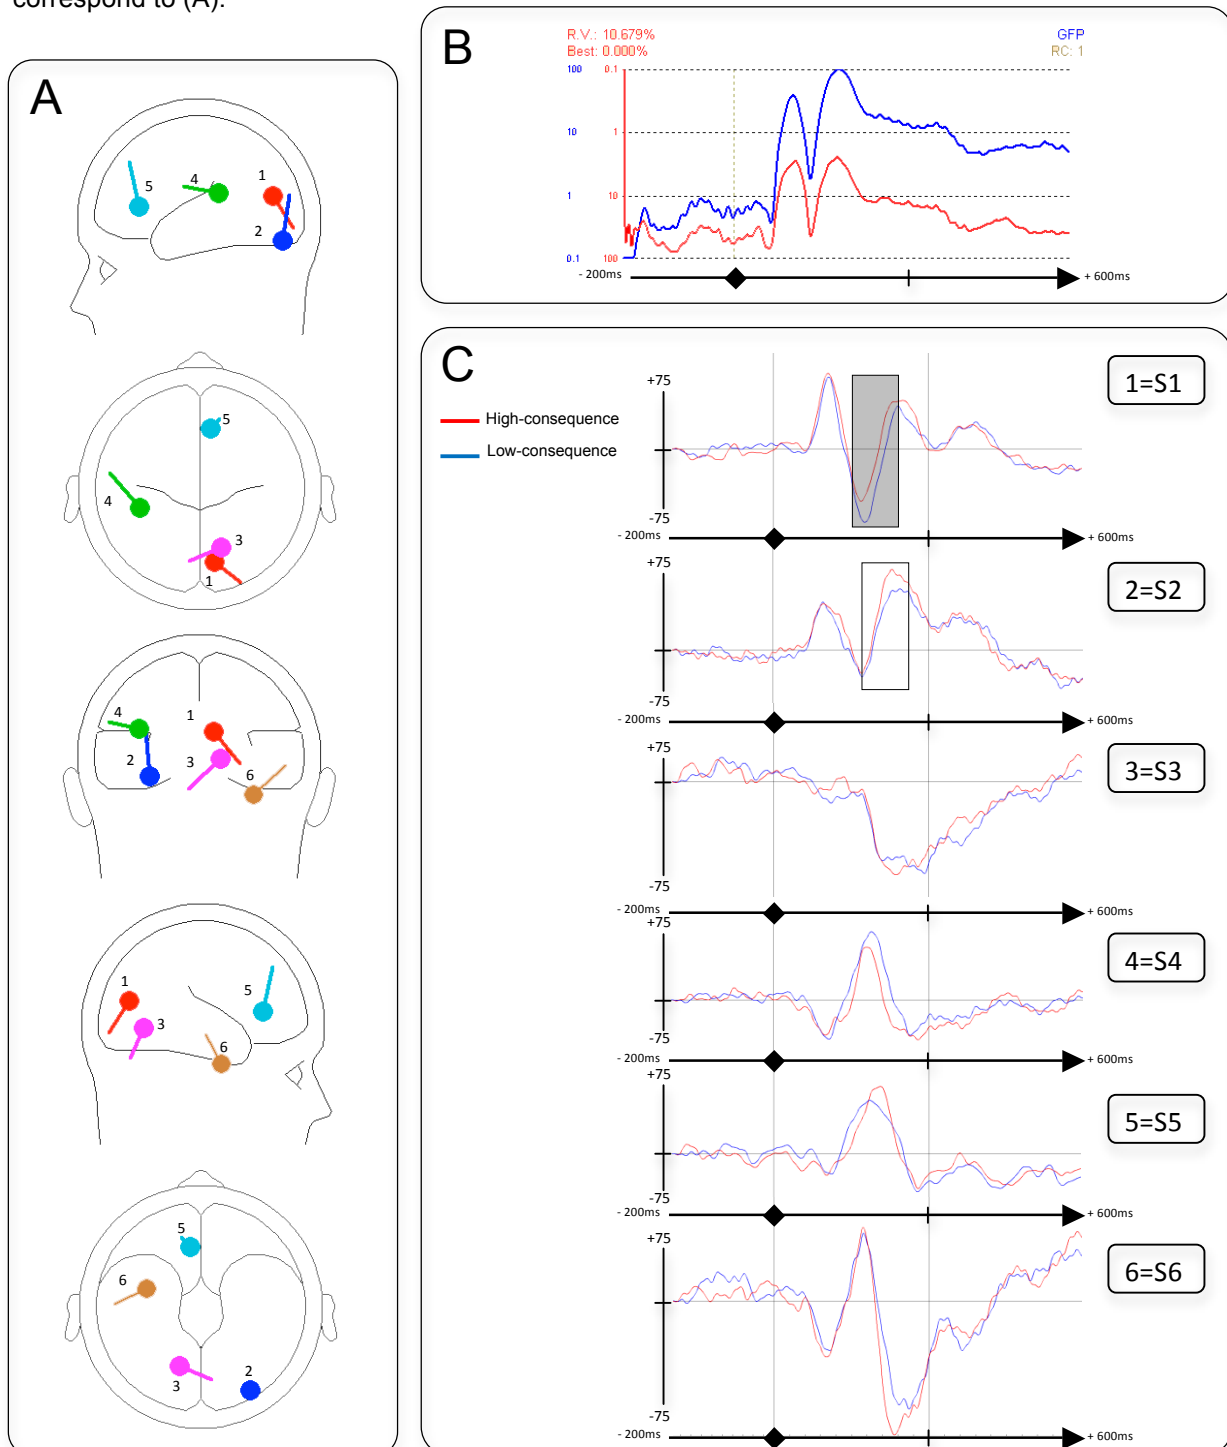 correspond to (A).
A
5
4
1
2
5
4
3
1
4
1
2
3
6
1
3
5
6
5
6
3
2
B
R.V.: 10.679%
Best: 0.000%
GFP
RC: 1
100 0.1
10 1
1 10
0.1 100
- 200ms
+ 600ms
C
High-consequence
Low-consequence
+75
-75
- 200ms
+ 600ms
1=S1
+75
-75
- 200ms
+ 600ms
2=S2
+75
-75
- 200ms
+ 600ms
3=S3
+75
-75
- 200ms
+ 600ms
4=S4
+75
-75
- 200ms
+ 600ms
5=S5
+75
-75
- 200ms
+ 600ms
6=S6